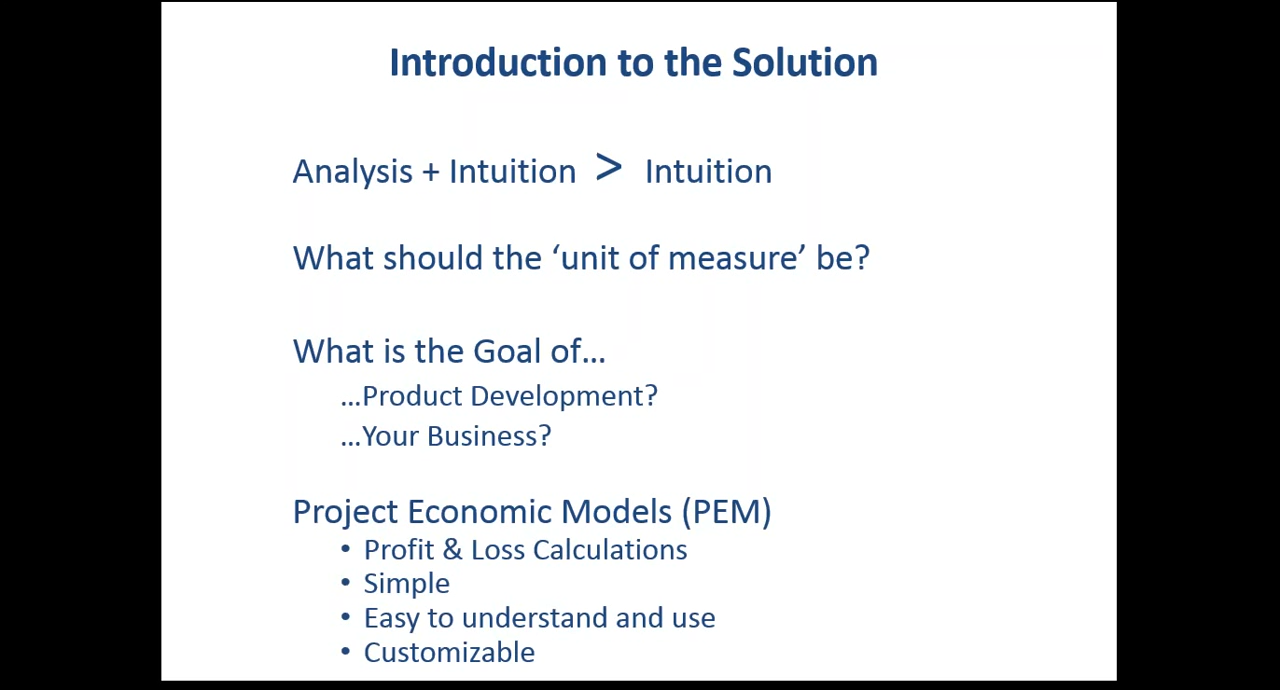 Introduction to the Solution
Analysis + Intuition > Intuition
What should the ‘unit of measure’ be?
What is the Goal of…
…Product Development?
…Your Business?
Project Economic Models (PEM)
• Profit & Loss Calculations
• Simple
• Easy to understand and use
• Customizable